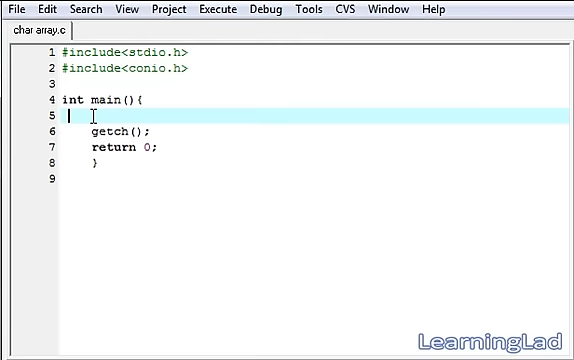 File Edit Search View Project Execute Debug Tools CVS Window Help
char array.c
1 #include<stdio.h>
2 #include<conio.h>
3
4 int main(){
5
6 getch();
7 return 0;
8 }
9
LearningLad